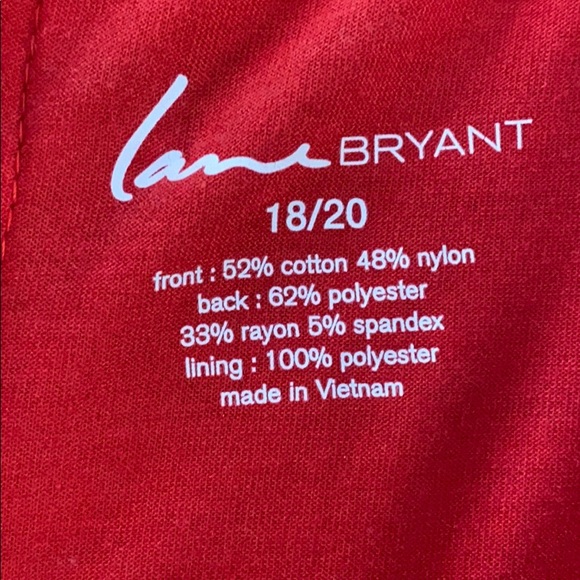 lane BRYANT
18/20
front : 52% cotton 48% nylon
back : 62% polyester
33% rayon 5% spandex
lining : 100% polyester
made in Vietnam